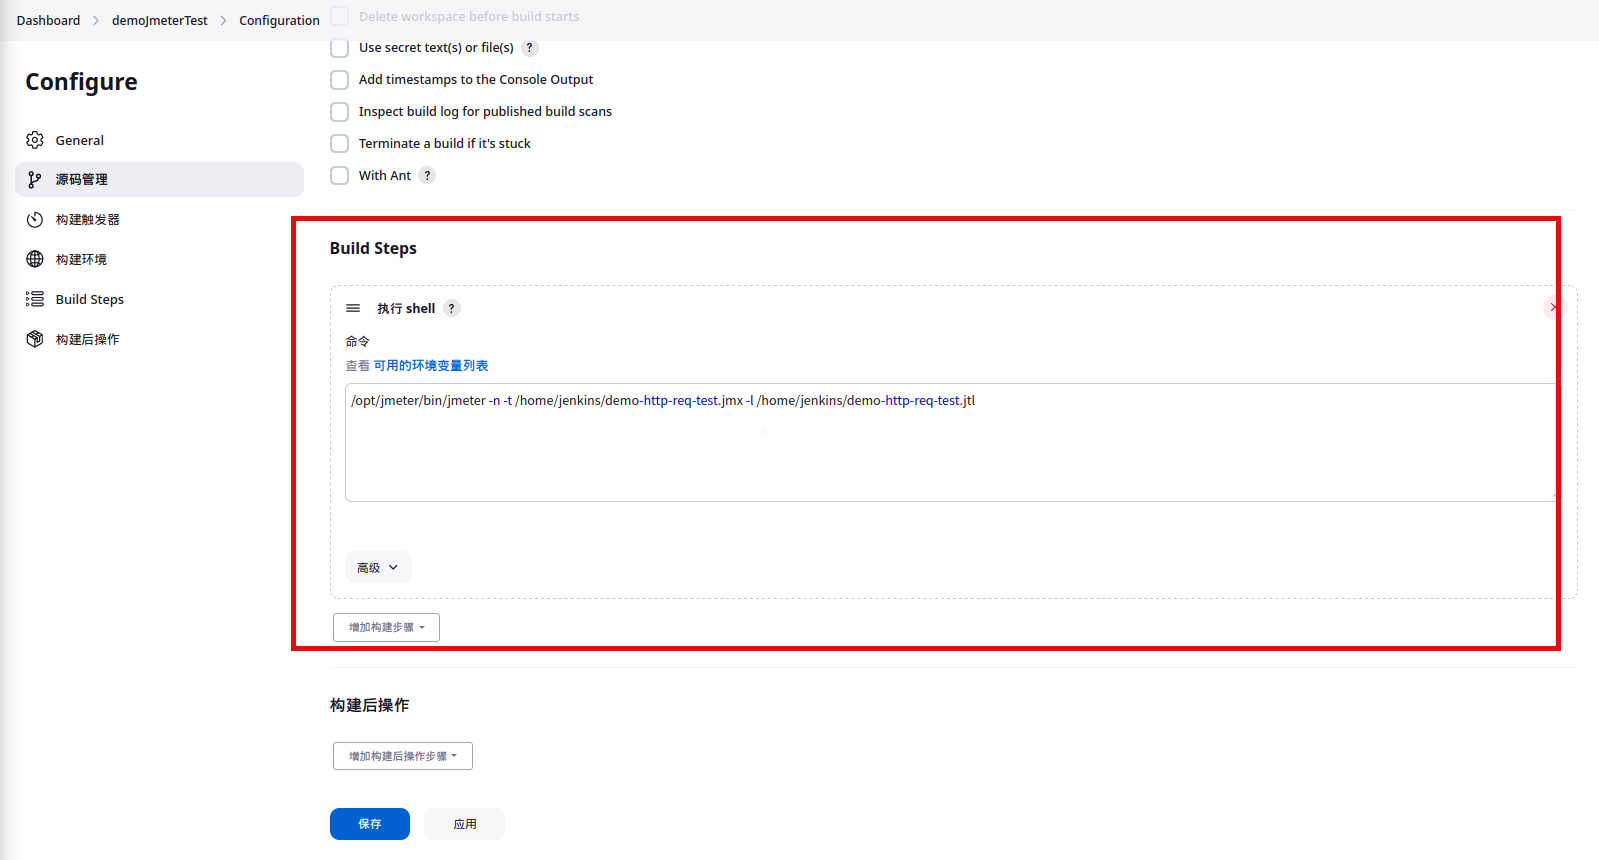 Dashboard > demoJmeterTest > Configuration
Delete workspace before build starts
Configure
General
源码管理
构建触发器
构建环境
Build Steps
构建后操作
Use secret text(s) or file(s) ?
Add timestamps to the Console Output
Inspect build log for published build scans
Terminate a build if it's stuck
With Ant ?
Build Steps
执行 shell ?
命令
查看 可用的环境变量列表
/opt/jmeter/bin/jmeter -n -t /home/jenkins/demo-http-req-test.jmx -l /home/jenkins/demo-http-req-test.jtl
高级
增加构建步骤
构建后操作
增加构建后操作步骤
保存 应用